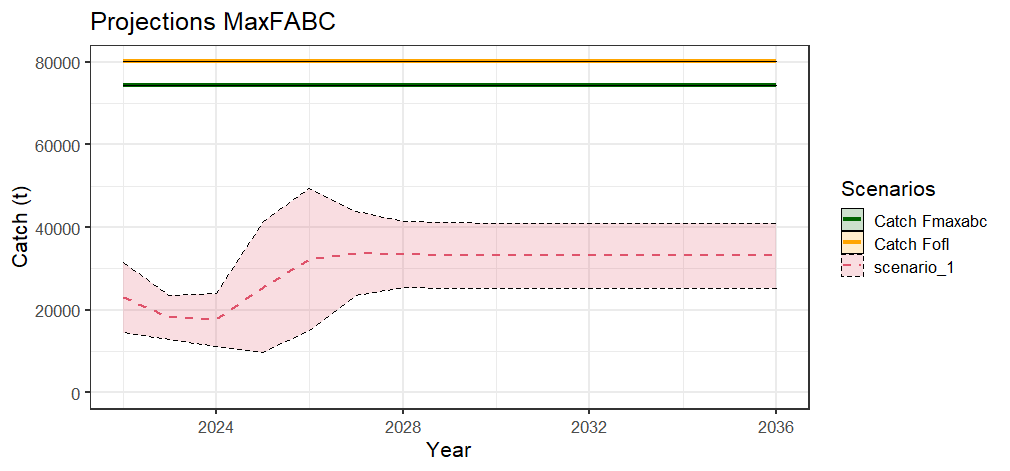 Projections MaxFABC
80000
60000
40000
20000
0
Catch (t)
2024
2028
2032
2036
Year
Scenarios
Catch Fmaxabc
Catch Fofl
scenario_1